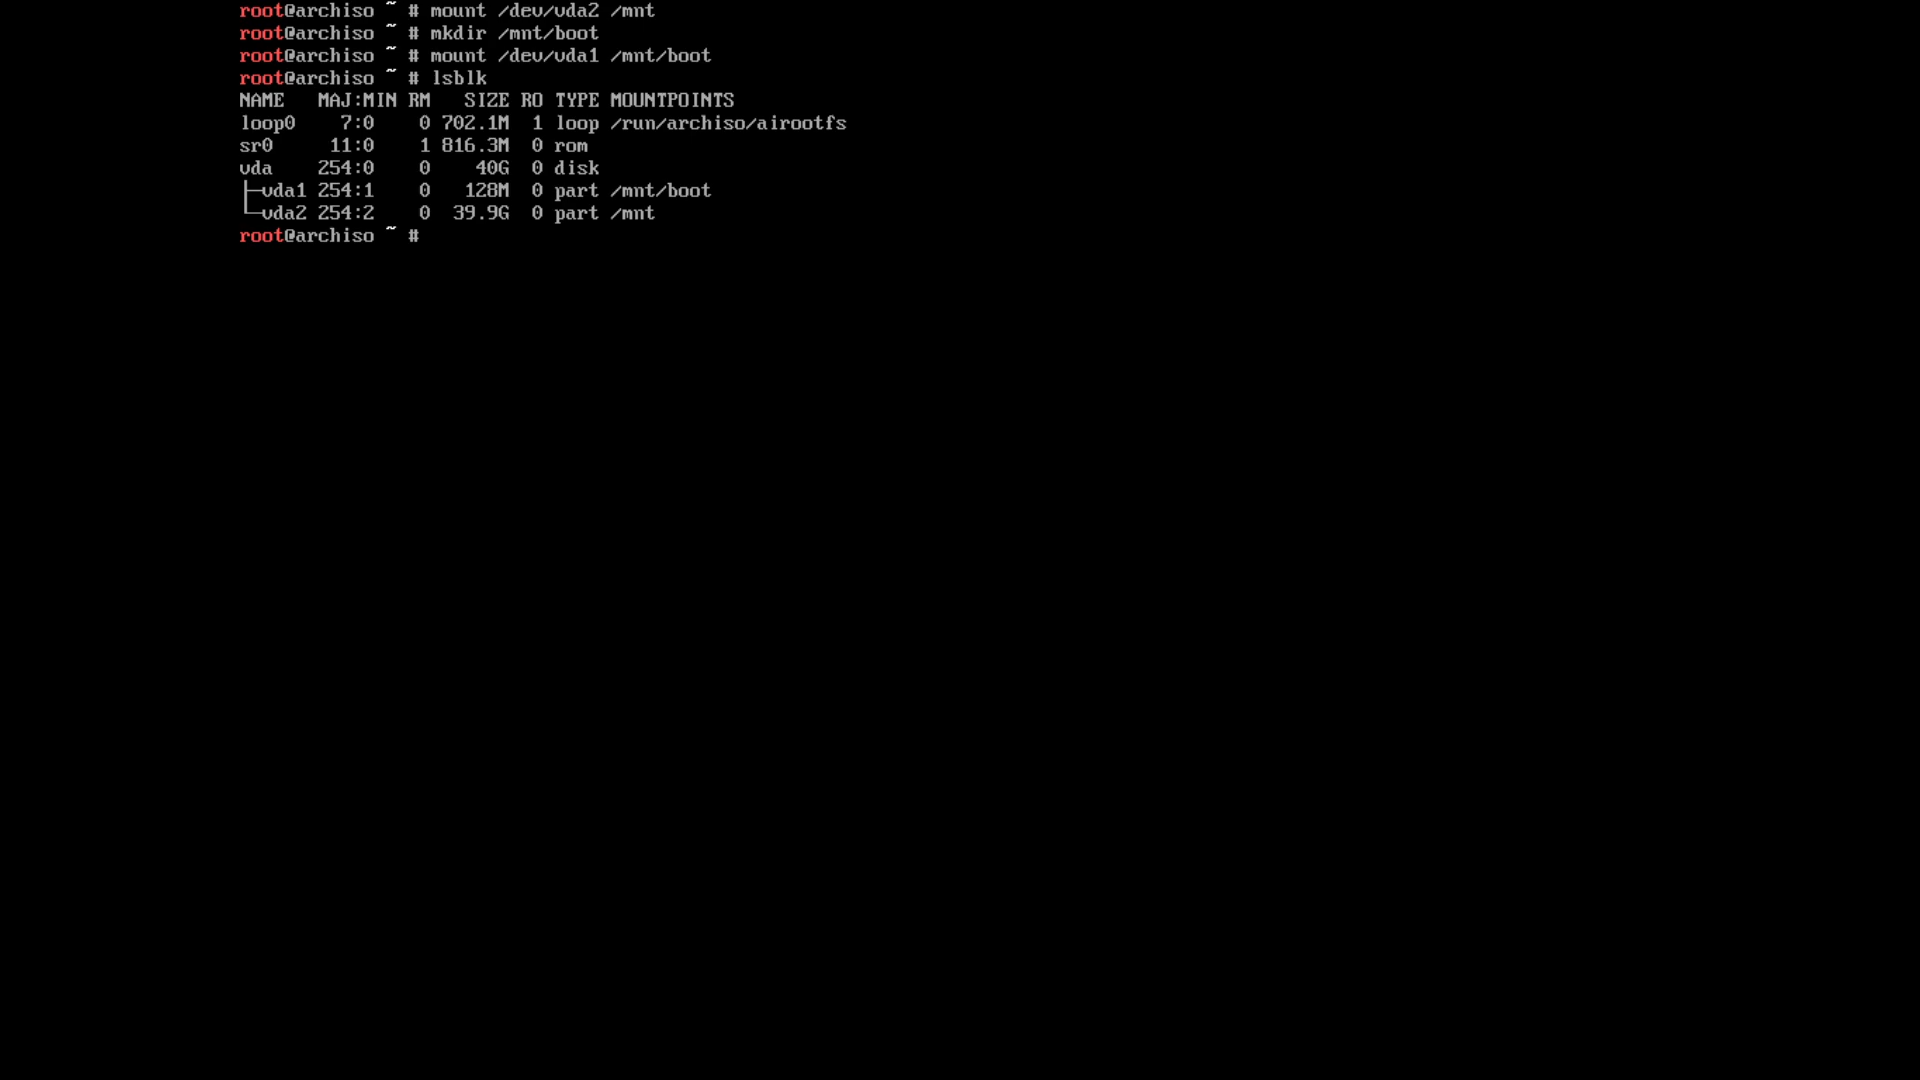 root@archiso ~ # mount /dev/vda2 /mnt
root@archiso ~ # mkdir /mnt/boot
root@archiso ~ # mount /dev/vda1 /mnt/boot
root@archiso ~ # lsblk
NAME   MAJ:MIN RM   SIZE RO TYPE MOUNTPOINTS
loop0    7:0    0 702.1M  1 loop /run/archiso/airootfs
sr0     11:0    1 816.3M  0 rom
vda    254:0    0    40G  0 disk
├─vda1 254:1    0   128M  0 part /mnt/boot
└─vda2 254:2    0  39.9G  0 part /mnt
root@archiso ~ #